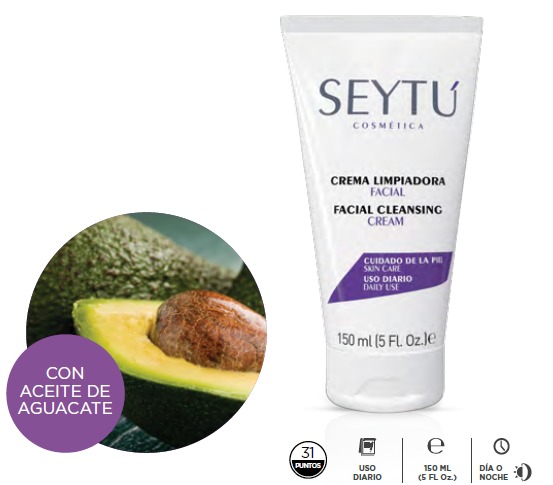 SEYTÚ
COSMÉTICA
CREMA LIMPIADORA
FACIAL
FACIAL CLEANSING
CREAM
CUIDADO DE LA PIEL
SKIN CARE
USO DIARIO
DAILY USE
150 ml (5 FL. Oz.)℮
CON
ACEITE DE
AGUACATE
31
PUNTOS
USO
DIARIO
℮
150 ML
(5 FL Oz.)
DÍA O
NOCHE